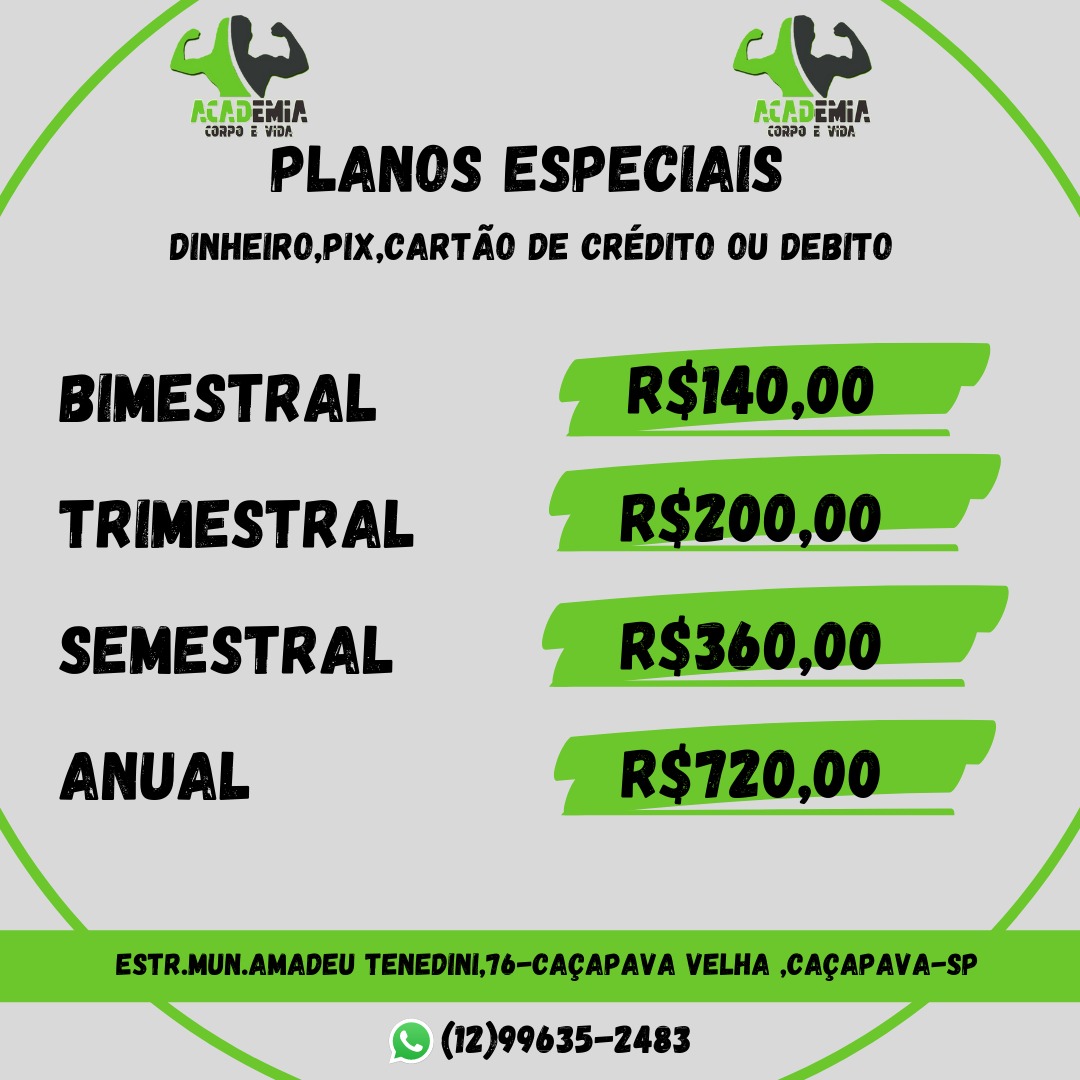 ACADEMIA
CORPO E VIDA
ACADEMIA
CORPO E VIDA
PLANOS ESPECIAIS
DINHEIRO,PIX,CARTÃO DE CRÉDITO OU DEBITO
BIMESTRAL R$140,00
TRIMESTRAL R$200,00
SEMESTRAL R$360,00
ANUAL R$720,00
ESTR.MUN.AMADEU TENEDINI,76-CAÇAPAVA VELHA ,CAÇAPAVA-SP
(12)99635-2483